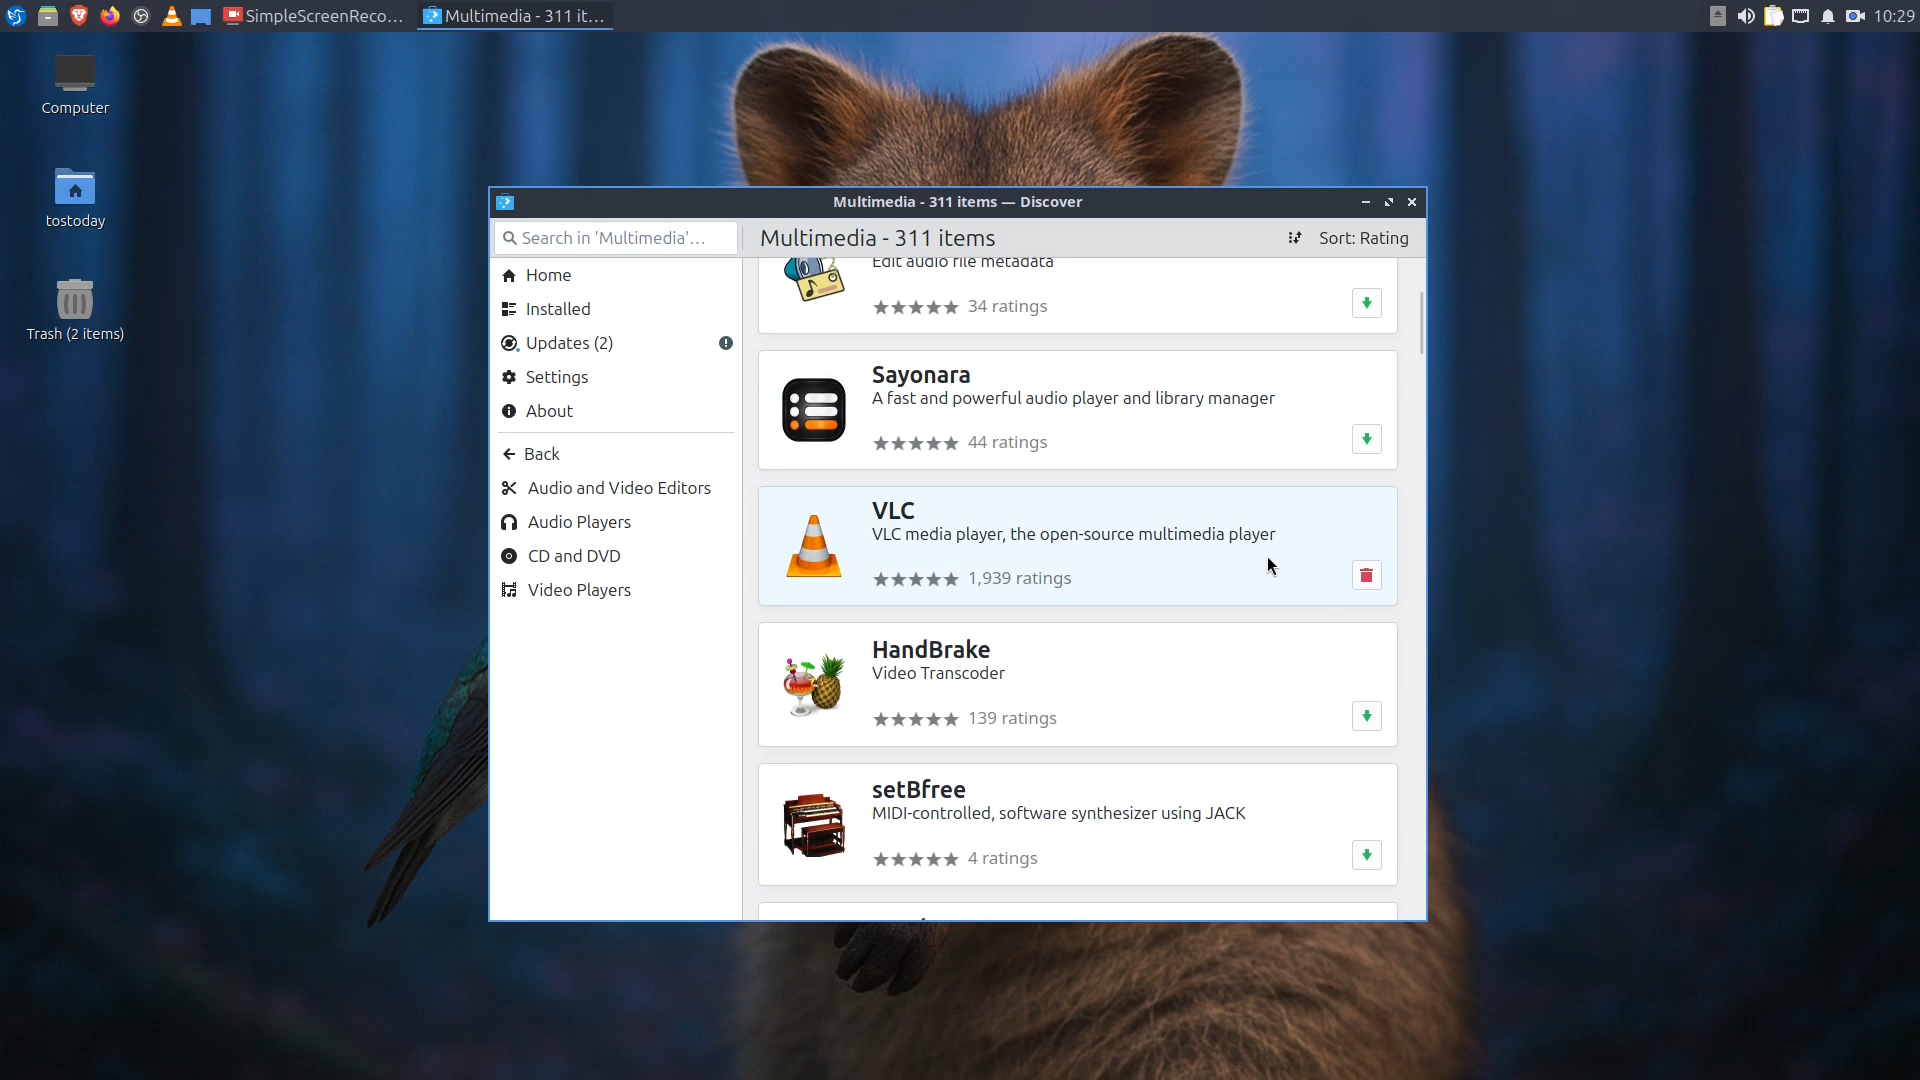 SimpleScreenReco...
Multimedia - 311 it...
10:29
Computer
tostoday
Trash (2 items)
Multimedia - 311 items — Discover
Search in 'Multimedia'...
Multimedia - 311 items
Sort: Rating
Home
Installed
Updates (2)
Settings
About
Back
Audio and Video Editors
Audio Players
CD and DVD
Video Players
Edit audio file metadata
34 ratings
Sayonara
A fast and powerful audio player and library manager
44 ratings
VLC
VLC media player, the open-source multimedia player
1,939 ratings
HandBrake
Video Transcoder
139 ratings
setBfree
MIDI-controlled, software synthesizer using JACK
4 ratings